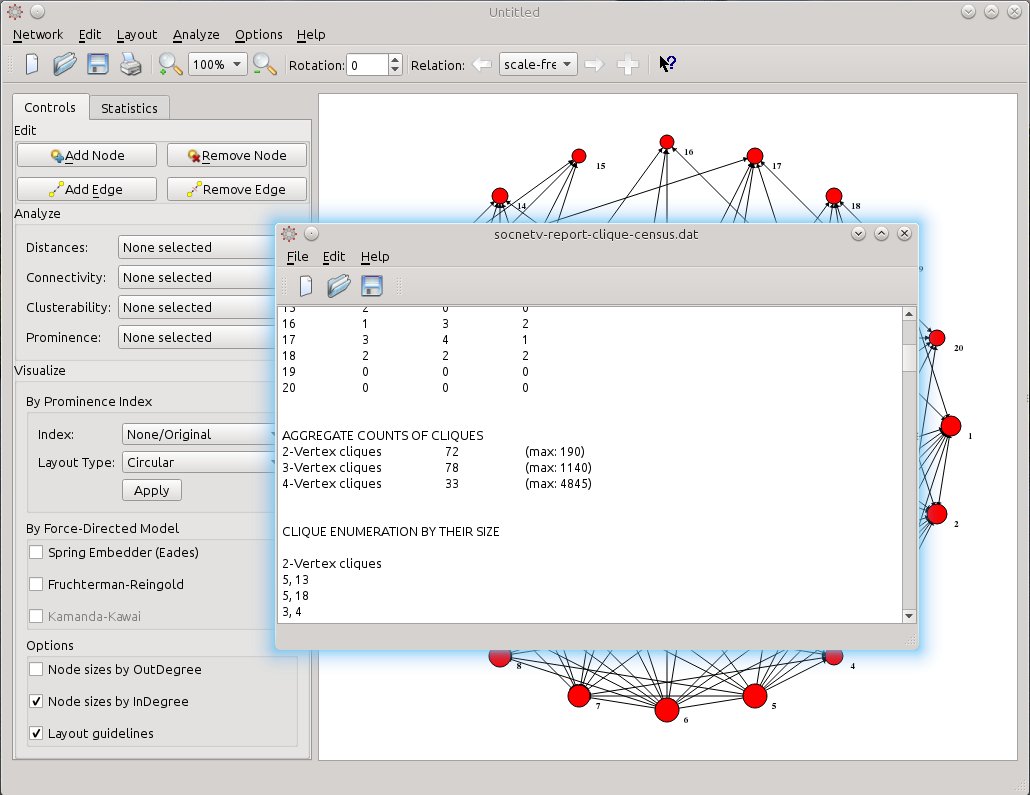 Untitled
Network Edit Layout Analyze Options Help
100% Rotation: 0 Relation: scale-fre
Controls Statistics
Edit
Add Node Remove Node
Add Edge Remove Edge
Analyze
Distances: None selected
Connectivity: None selected
Clusterability: None selected
Prominence: None selected
Visualize
By Prominence Index
Index: None/Original
Layout Type: Circular
Apply
By Force-Directed Model
Spring Embedder (Eades)
Fruchterman-Reingold
Kamanda-Kawai
Options
Node sizes by OutDegree
Node sizes by InDegree
Layout guidelines
15
16
17
14
18
20
1
2
8
4
7
6
5
socnetv-report-clique-census.dat
File Edit Help
15 2 0 0
16 1 3 2
17 3 4 1
18 2 2 2
19 0 0 0
20 0 0 0
AGGREGATE COUNTS OF CLIQUES
2-Vertex cliques 72 (max: 190)
3-Vertex cliques 78 (max: 1140)
4-Vertex cliques 33 (max: 4845)
CLIQUE ENUMERATION BY THEIR SIZE
2-Vertex cliques
5, 13
5, 18
3, 4